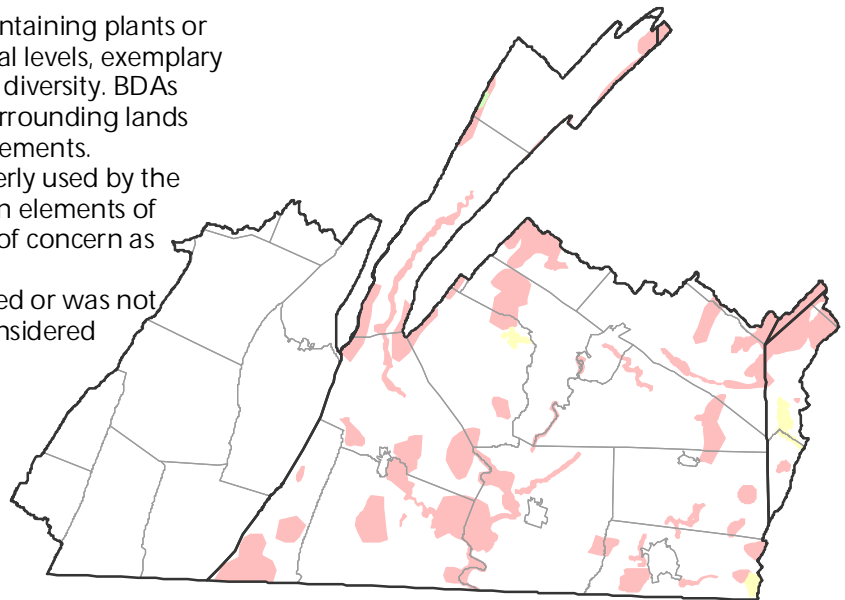 ntaining plants or
al levels, exemplary
diversity. BDAs
urrounding lands
ements.
erly used by the
n elements of
of concern as
ed or was not
nsidered